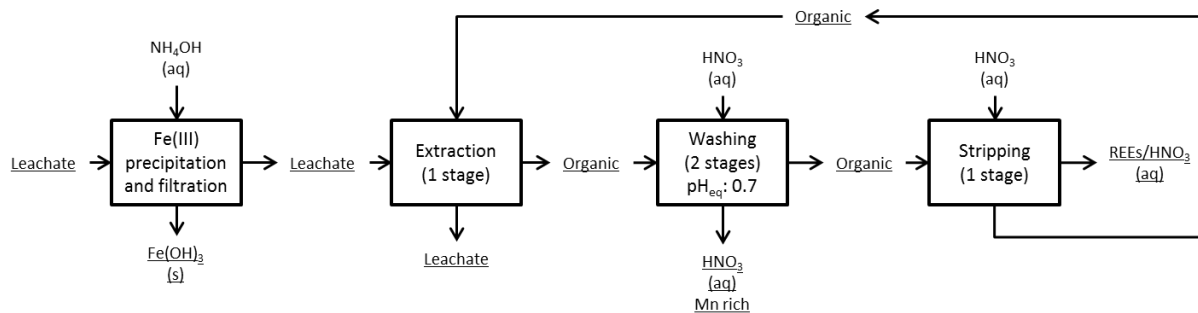 Organic
NH₄OH
(aq)
HNO₃
(aq)
HNO₃
(aq)
Leachate
Fe(III)
precipitation
and filtration
Leachate
Extraction
(1 stage)
Organic
Washing
(2 stages)
pHeq: 0.7
Organic
Stripping
(1 stage)
REEs/HNO₃
(aq)
Fe(OH)₃
(s)
Leachate
HNO₃
(aq)
Mn rich